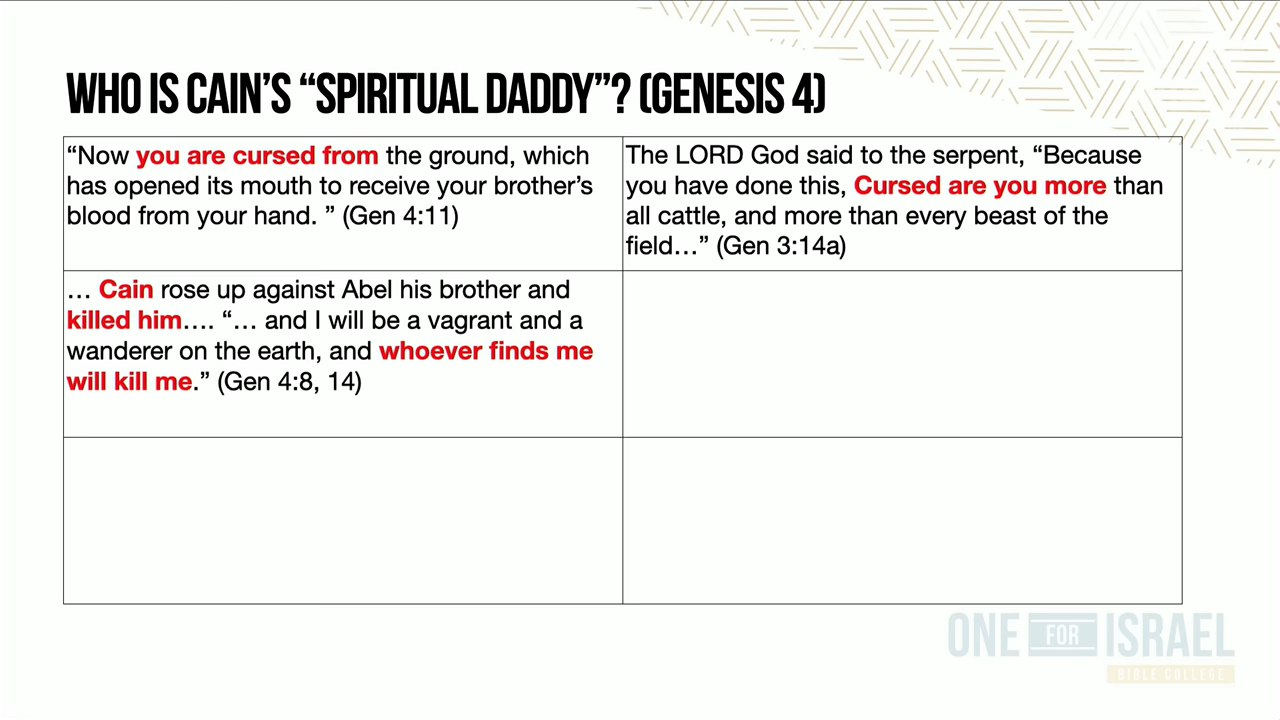 WHO IS CAIN'S “SPIRITUAL DADDY”? (GENESIS 4)
“Now you are cursed from the ground, which
has opened its mouth to receive your brother’s
blood from your hand. ” (Gen 4:11)
The LORD God said to the serpent, “Because
you have done this, Cursed are you more than
all cattle, and more than every beast of the
field…” (Gen 3:14a)
… Cain rose up against Abel his brother and
killed him…. “… and I will be a vagrant and a
wanderer on the earth, and whoever finds me
will kill me.” (Gen 4:8, 14)
ONE FOR ISRAEL
BIBLE COLLEGE